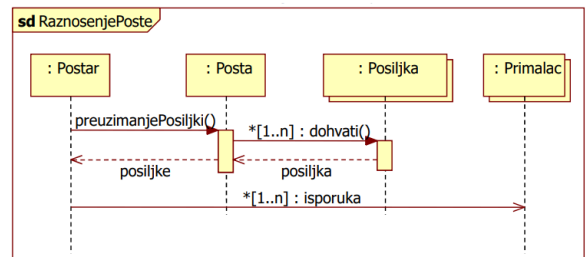 sd RaznosenjePoste
: Postar
: Posta
: Posiljka
: Primalac
preuzimanjePosiljki()
*[1..n] : dohvati()
posiljke
posiljka
*[1..n] : isporuka